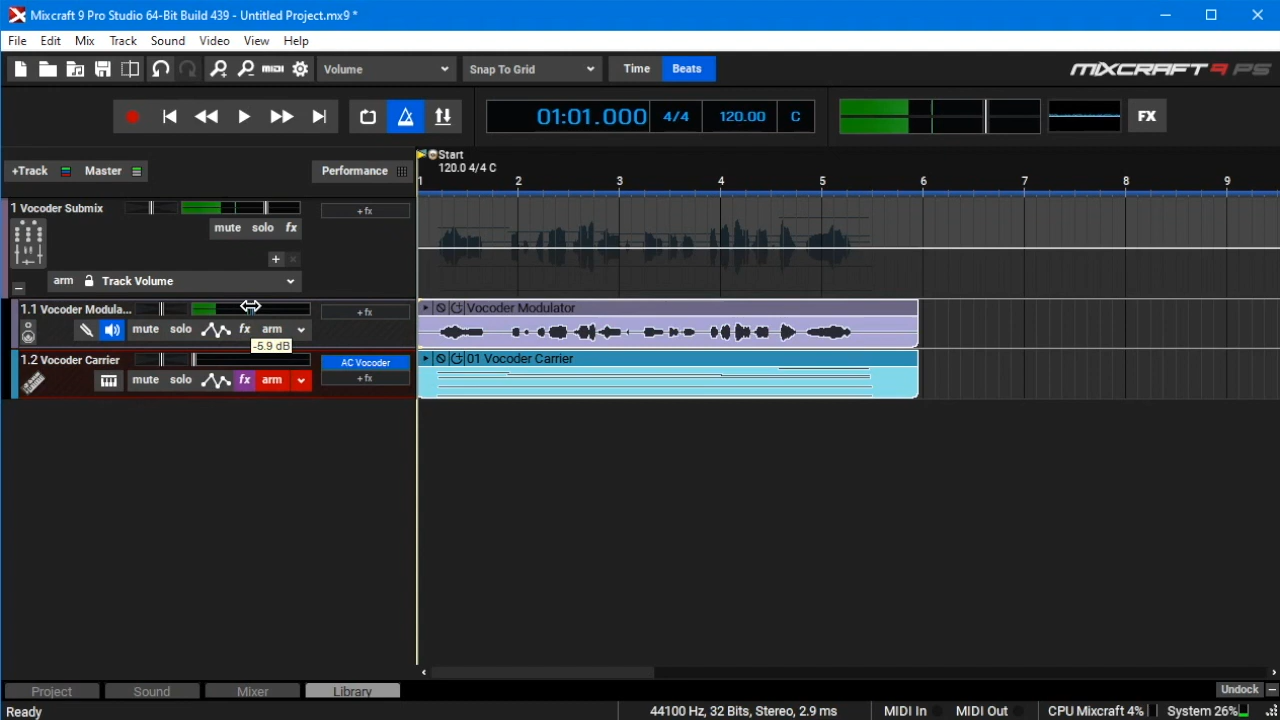 Mixcraft 9 Pro Studio 64-Bit Build 439 - Untitled Project.mx9 *
File Edit Mix Track Sound Video View Help
MIDI Volume Snap To Grid Time Beats MIXCRAFT 9 PS
01:01.000 4/4 120.00 C FX
+Track Master Performance
Start
120.0 4/4 C
1 2 3 4 5 6 7 8 9
1 Vocoder Submix +fx
mute solo fx
+ ×
arm Track Volume
1.1 Vocoder Modula... +fx Vocoder Modulator
mute solo fx arm
-5.9 dB
1.2 Vocoder Carrier AC Vocoder 01 Vocoder Carrier
mute solo fx arm +fx
Project Sound Mixer Library Undock
Ready 44100 Hz, 32 Bits, Stereo, 2.9 ms MIDI In MIDI Out CPU Mixcraft 4% System 26%